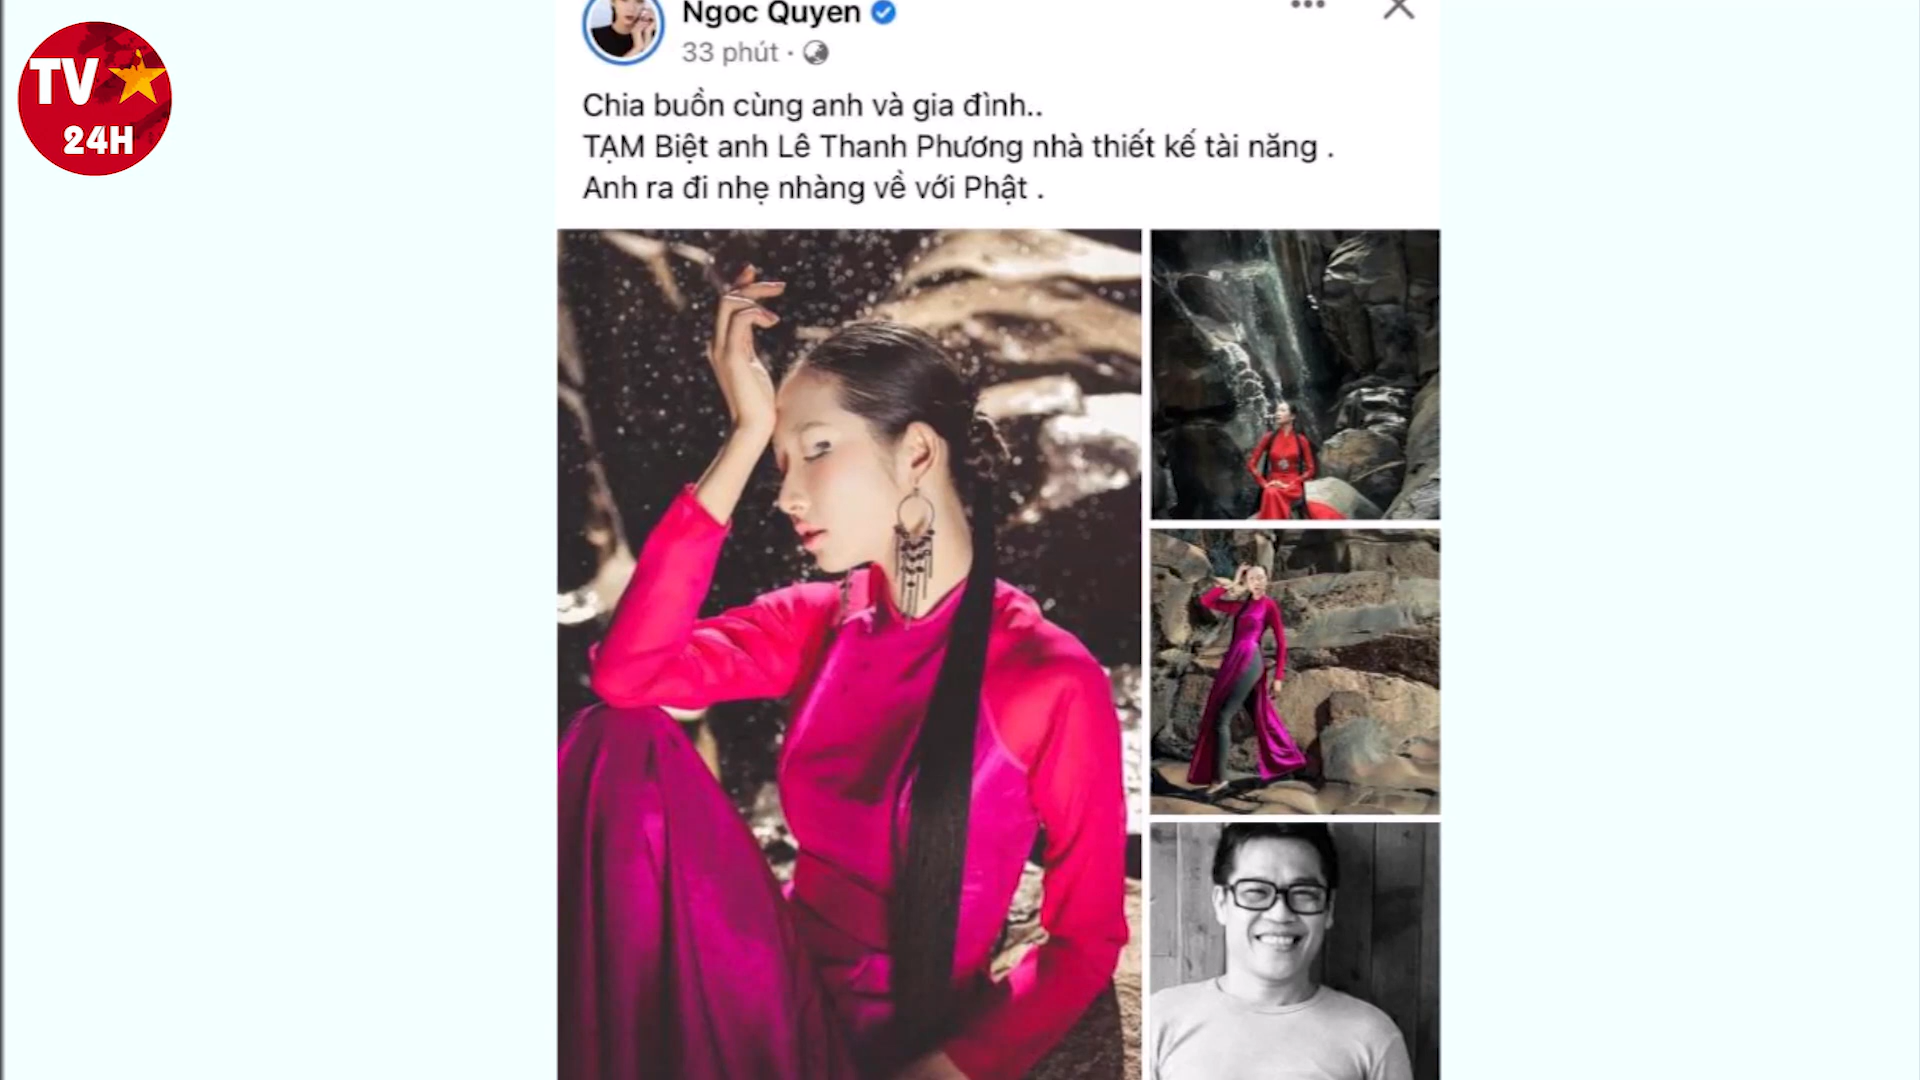 TV
24H
Ngoc Quyen
33 phút ·
Chia buồn cùng anh và gia đình..
TẠM Biệt anh Lê Thanh Phương nhà thiết kế tài năng .
Anh ra đi nhẹ nhàng về với Phật .